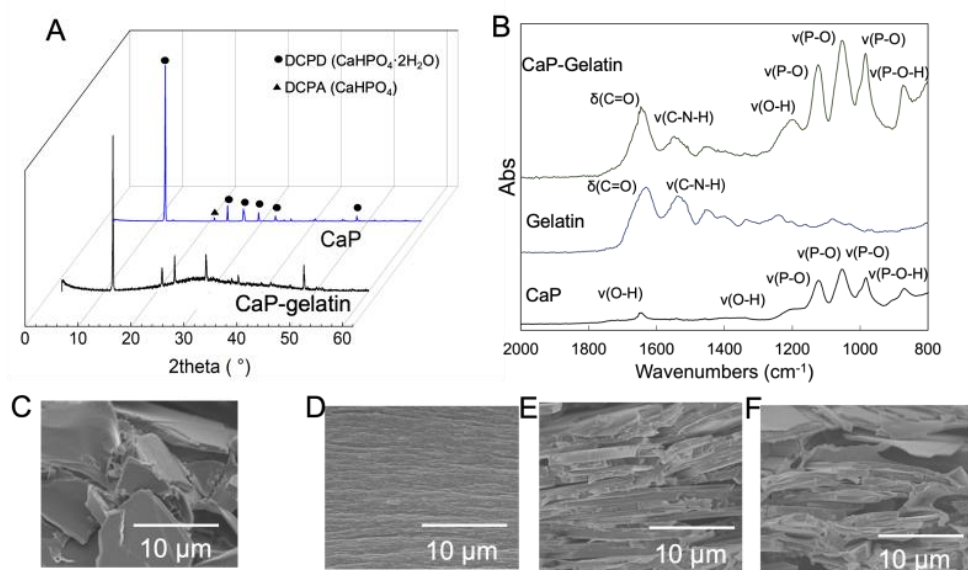 A
● DCPD (CaHPO₄·2H₂O)
▲ DCPA (CaHPO₄)
CaP
CaP-gelatin
0 10 20 30 40 50 60
2theta ( °)
B
CaP-Gelatin
δ(C=O)
v(C-N-H)
v(O-H)
v(P-O)
v(P-O)
v(P-O)
v(P-O-H)
Abs
δ(C=O)
v(C-N-H)
Gelatin
CaP
v(O-H)
v(O-H)
v(P-O)
v(P-O)
v(P-O)
v(P-O-H)
2000 1800 1600 1400 1200 1000 800
Wavenumbers (cm⁻¹)
C
10 µm
D
10 µm
E
10 µm
F
10 µm